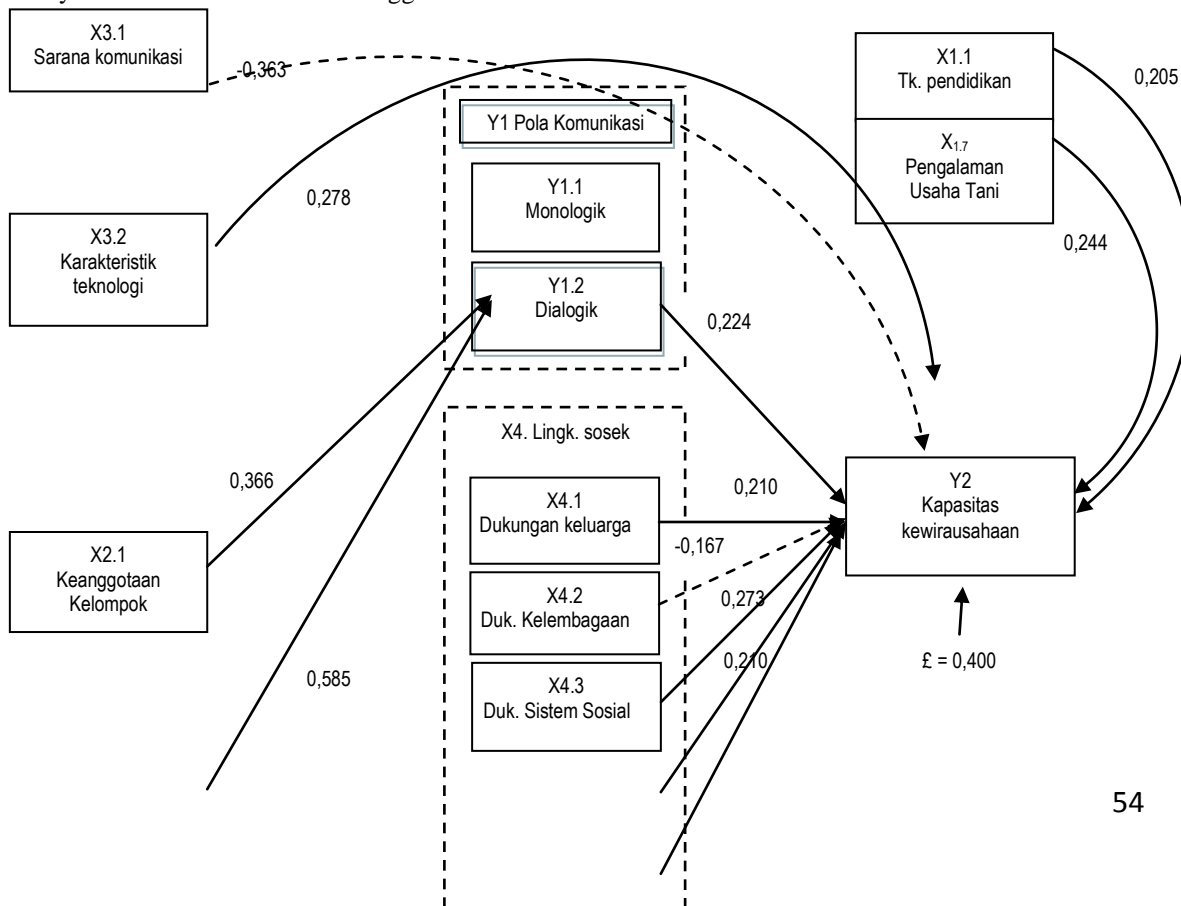 X3.1
Sarana komunikasi
-0,363
X1.1
Tk. pendidikan
0,205
Y1 Pola Komunikasi
X1.7
Pengalaman
Usaha Tani
Y1.1
Monologik
0,278
X3.2
Karakteristik
teknologi
0,244
Y1.2
Dialogik
0,224
X4. Lingk. sosek
0,366
X4.1
Dukungan keluarga
0,210
-0,167
Y2
Kapasitas
kewirausahaan
X2.1
Keanggotaan
Kelompok
X4.2
Duk. Kelembagaan
0,273
0,585
X4.3
Duk. Sistem Sosial
0,210
£ = 0,400
54